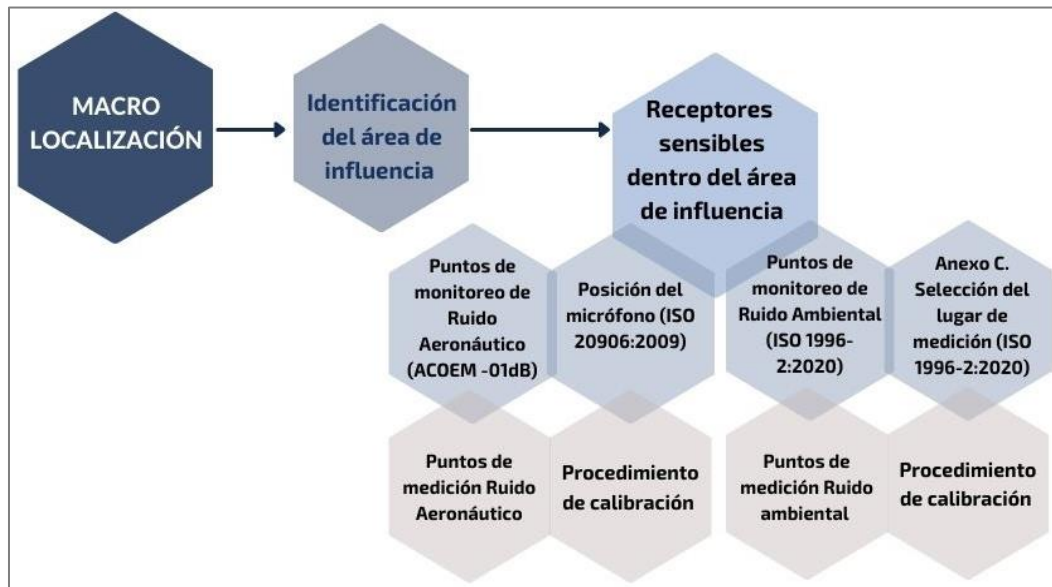 MACRO
LOCALIZACIÓN
Identificación
del área de
influencia
Receptores
sensibles
dentro del área
de influencia
Puntos de
monitoreo de
Ruido
Aeronáutico
(ACOEM -01dB)
Posición del
micrófono (ISO
20906:2009)
Puntos de
monitoreo de
Ruido Ambiental
(ISO 1996-
2:2020)
Anexo C.
Selección del
lugar de
medición (ISO
1996-2:2020)
Puntos de
medición Ruido
Aeronáutico
Procedimiento
de calibración
Puntos de
medición Ruido
ambiental
Procedimiento
de calibración